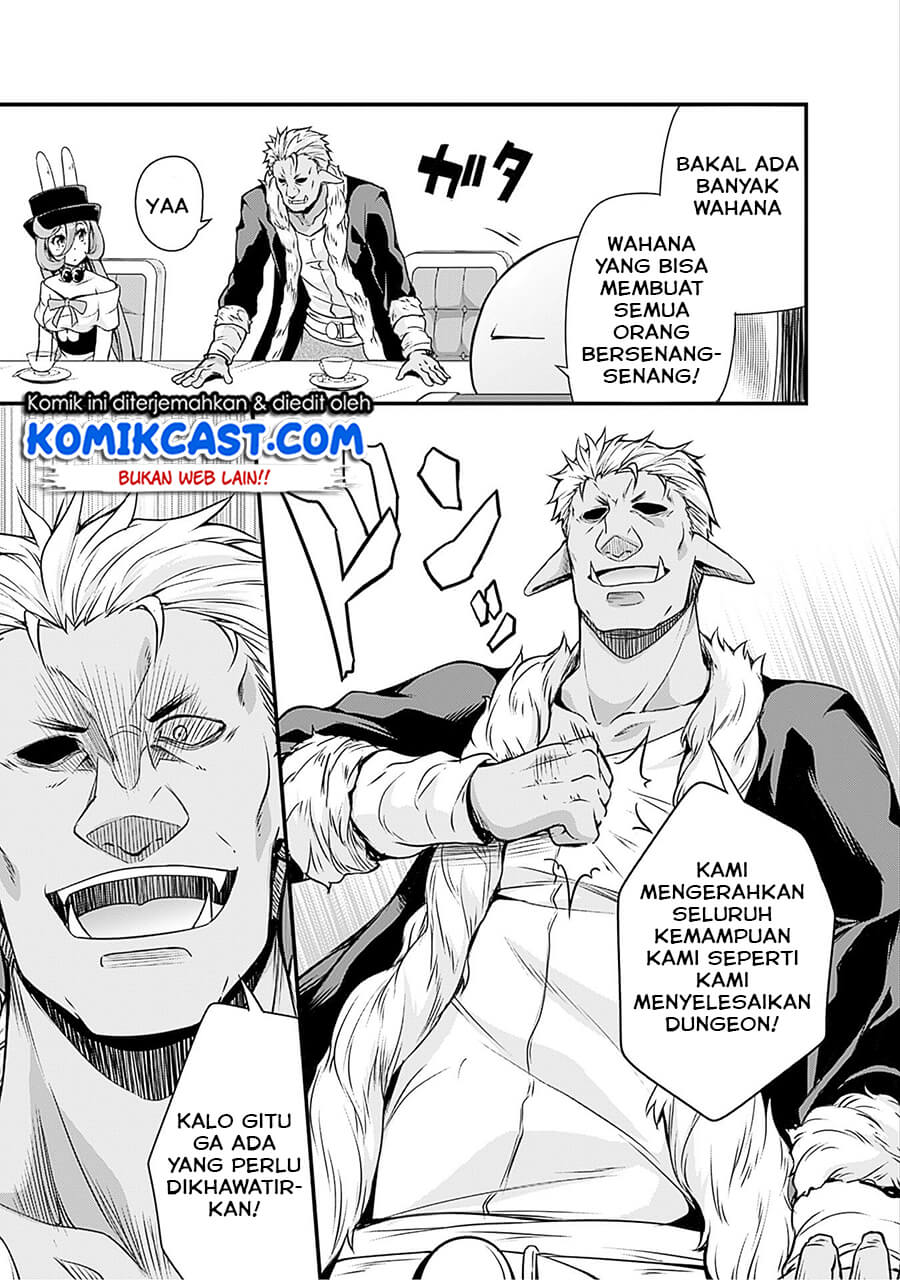 BAKAL ADA
BANYAK
WAHANA
WAHANA
YANG BISA
MEMBUAT
SEMUA
ORANG
BERSENANG-
SENANG!
ガタ
YAA
Komik ini diterjemahkan & diedit oleh
KOMIKCAST.COM
BUKAN WEB LAIN!!
ドン
KAMI
MENGERAHKAN
SELURUH
KEMAMPUAN
KAMI SEPERTI
KAMI
MENYELESAIKAN
DUNGEON!
KALO GITU
GA ADA
YANG PERLU
DIKHAWATIR-
KAN!